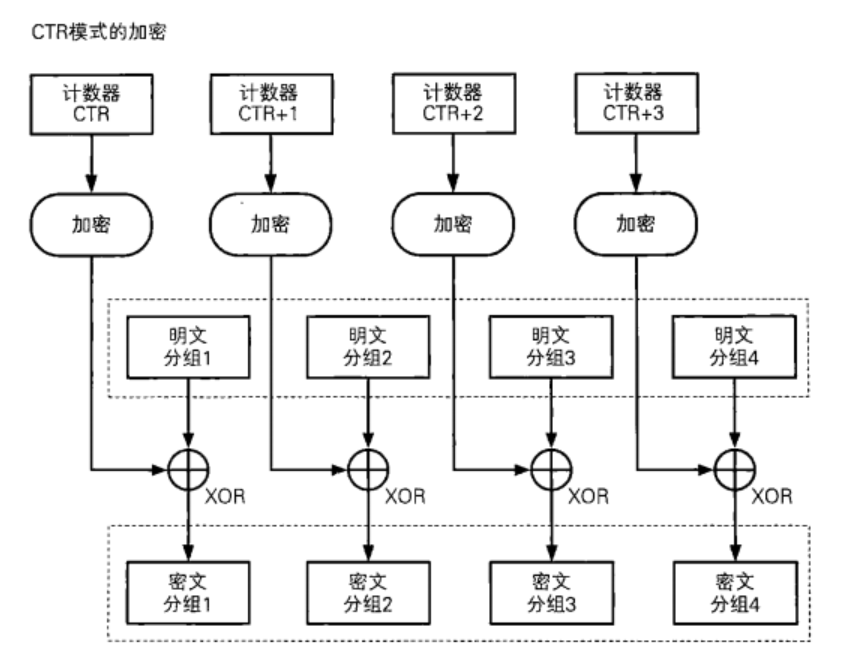 CTR模式的加密
计数器
CTR
计数器
CTR+1
计数器
CTR+2
计数器
CTR+3
加密
加密
加密
加密
明文
分组1
明文
分组2
明文
分组3
明文
分组4
XOR
XOR
XOR
XOR
密文
分组1
密文
分组2
密文
分组3
密文
分组4